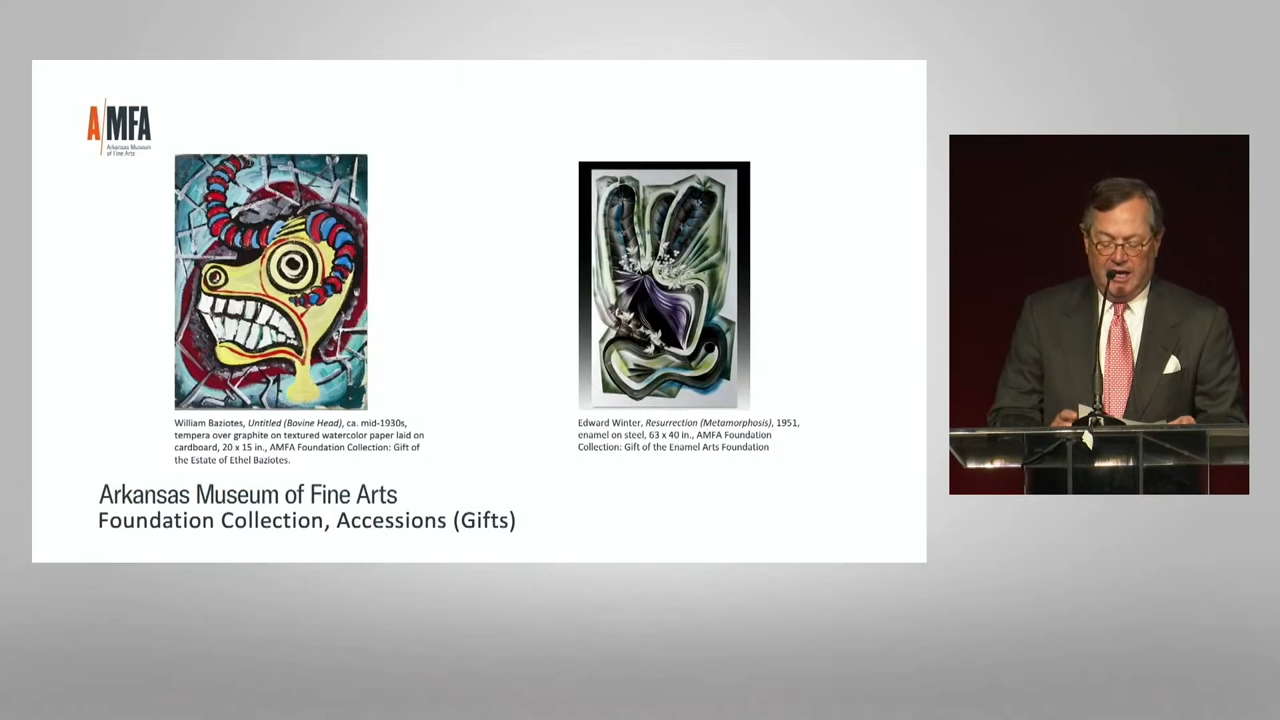 A/MFA
Arkansas Museum
of Fine Arts
William Baziotes, Untitled (Bovine Head), ca. mid-1930s,
tempera over graphite on textured watercolor paper laid on
cardboard, 20 x 15 in., AMFA Foundation Collection: Gift of
the Estate of Ethel Baziotes.
Edward Winter, Resurrection (Metamorphosis), 1951,
enamel on steel, 63 x 40 in., AMFA Foundation
Collection: Gift of the Enamel Arts Foundation
Arkansas Museum of Fine Arts
Foundation Collection, Accessions (Gifts)